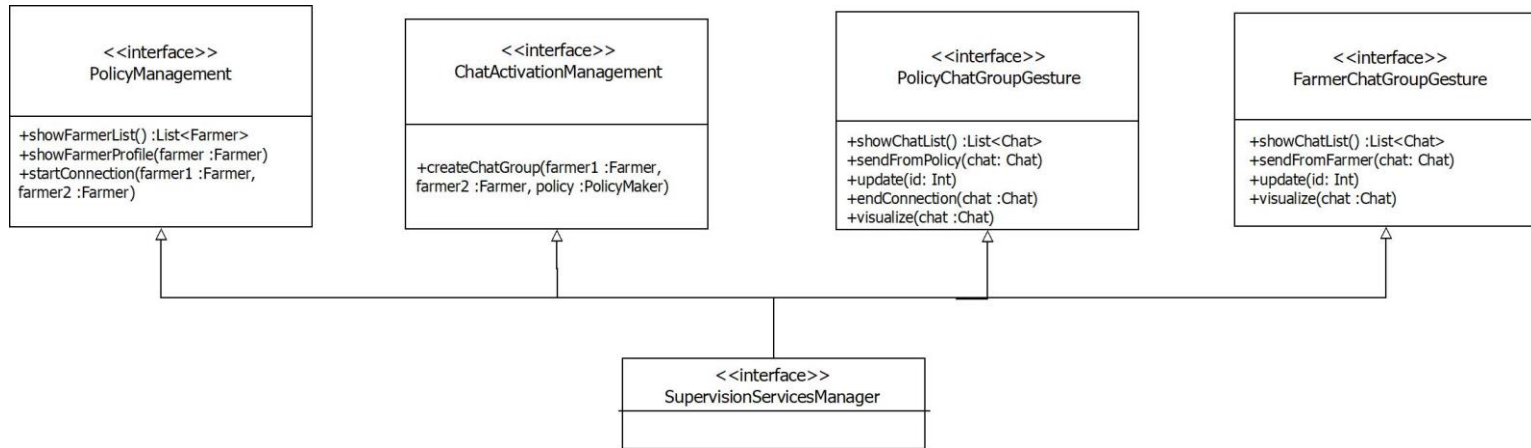 <<interface>>
PolicyManagement
+showFarmerList() :List<Farmer>
+showFarmerProfile(farmer :Farmer)
+startConnection(farmer1 :Farmer,
farmer2 :Farmer)
<<interface>>
ChatActivationManagement
+createChatGroup(farmer1 :Farmer,
farmer2 :Farmer, policy :PolicyMaker)
<<interface>>
PolicyChatGroupGesture
+showChatList() :List<Chat>
+sendFromPolicy(chat: Chat)
+update(id: Int)
+endConnection(chat :Chat)
+visualize(chat :Chat)
<<interface>>
FarmerChatGroupGesture
+showChatList() :List<Chat>
+sendFromFarmer(chat: Chat)
+update(id: Int)
+visualize(chat :Chat)
<<interface>>
SupervisionServicesManager